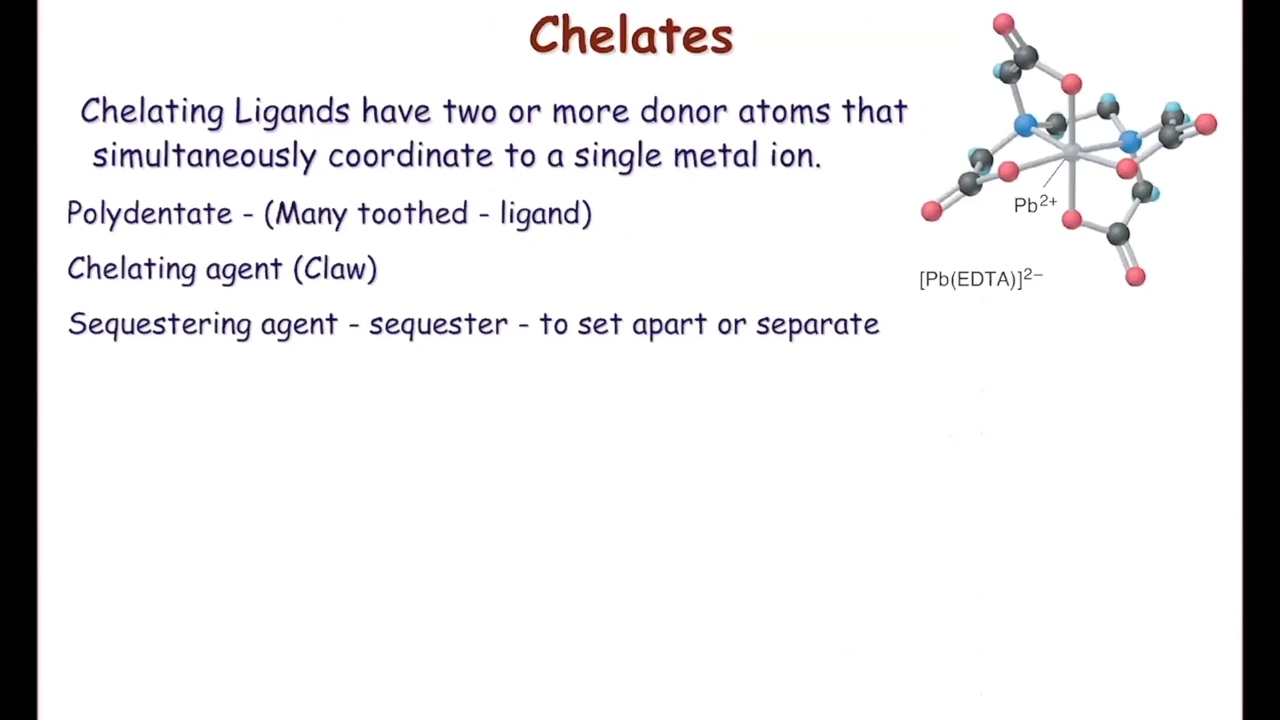 Chelates
Chelating Ligands have two or more donor atoms that
simultaneously coordinate to a single metal ion.
Polydentate - (Many toothed - ligand)
Chelating agent (Claw)
Sequestering agent - sequester - to set apart or separate
Pb²⁺
[Pb(EDTA)]²⁻